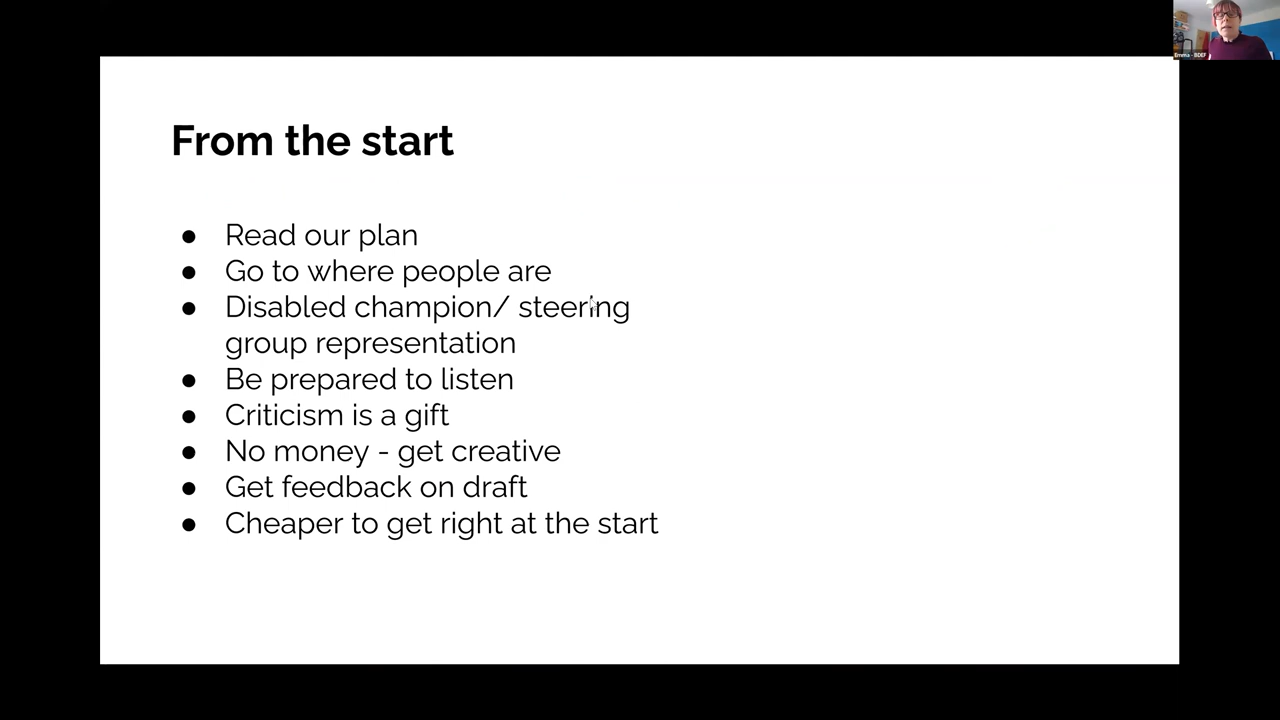 Emma - BDEF
From the start
● Read our plan
● Go to where people are
● Disabled champion/ steering
group representation
● Be prepared to listen
● Criticism is a gift
● No money - get creative
● Get feedback on draft
● Cheaper to get right at the start